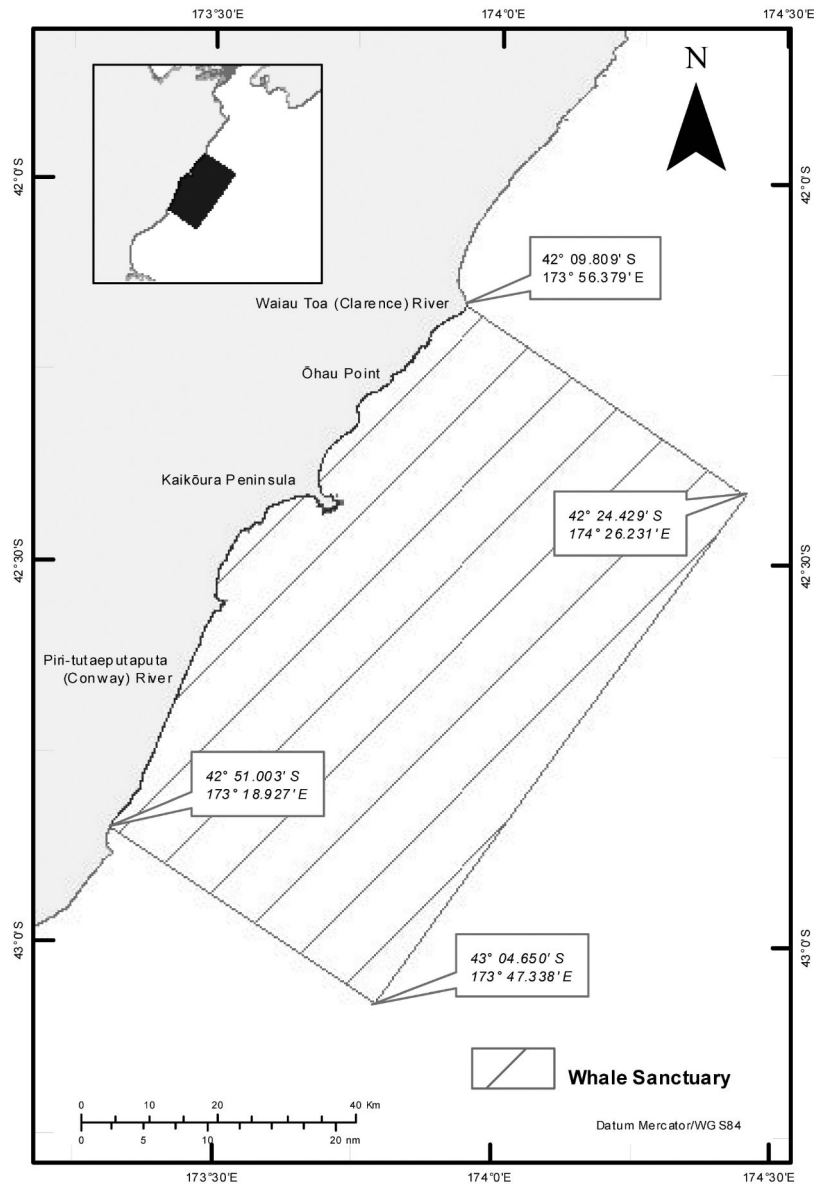 173°30'E
174°0'E
174°30'E
N
42°0'S
42°0'S
42° 09.809' S
173° 56.379' E
Waiau Toa (Clarence) River
Ōhau Point
Kaikōura Peninsula
42° 24.429' S
174° 26.231' E
42°30'S
42°30'S
Piri-tutaeputaputa
(Conway) River
42° 51.003' S
173° 18.927' E
43°0'S
43°0'S
43° 04.650' S
173° 47.338' E
Whale Sanctuary
0 10 20 40 Km
0 5 10 20 nm
Datum Mercator/WGS84
173°30'E
174°0'E
174°30'E